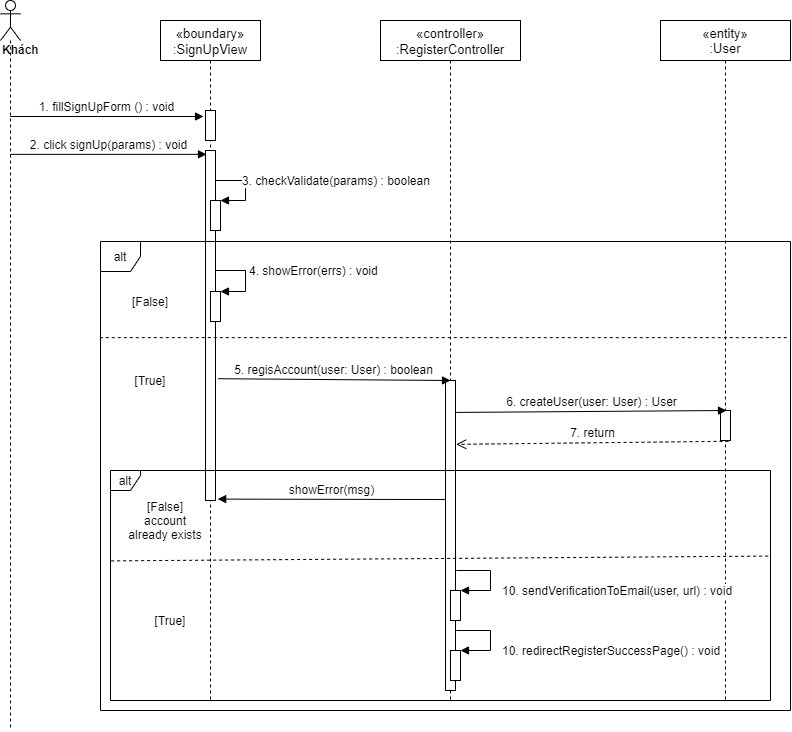 «boundary»
:SignUpView
«controller»
:RegisterController
«entity»
:User
Khách
1. fillSignUpForm () : void
2. click signUp(params) : void
3. checkValidate(params) : boolean
alt
4. showError(errs) : void
[False]
5. regisAccount(user: User) : boolean
[True]
6. createUser(user: User) : User
7. return
alt
showError(msg)
[False]
account
already exists
10. sendVerificationToEmail(user, url) : void
[True]
10. redirectRegisterSuccessPage() : void